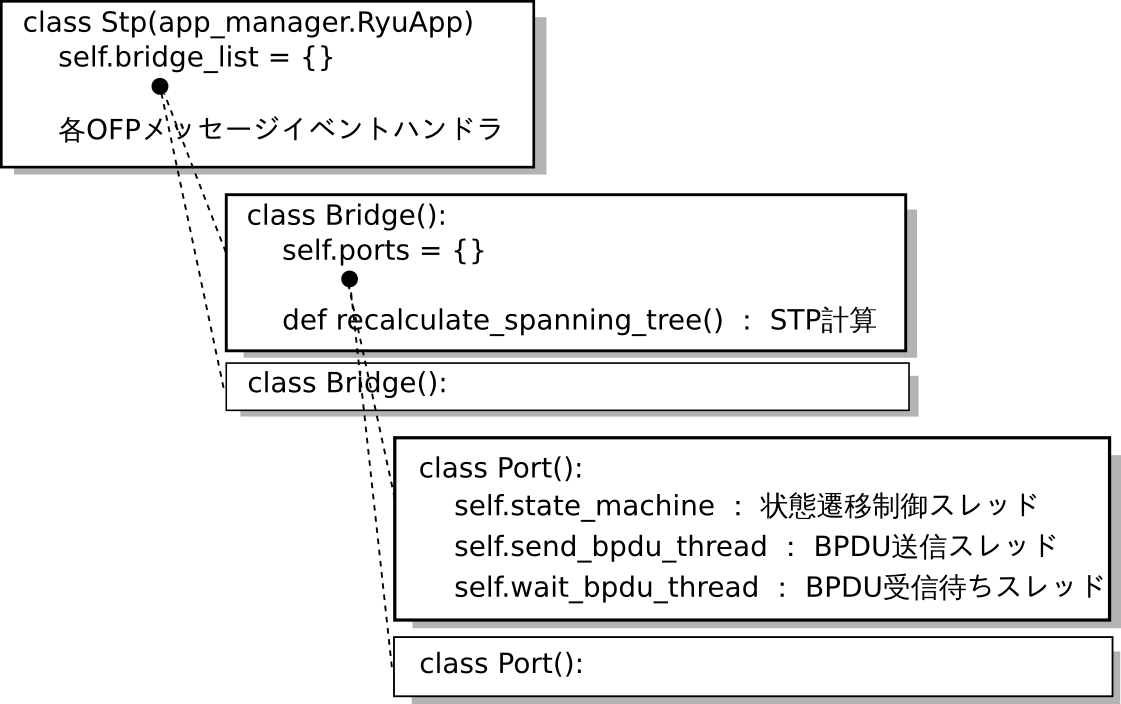 class Stp(app_manager.RyuApp)
self.bridge_list = {}
各OFPメッセージイベントハンドラ
class Bridge():
self.ports = {}
def recalculate_spanning_tree() ： STP計算
class Bridge():
class Port():
self.state_machine ： 状態遷移制御スレッド
self.send_bpdu_thread ： BPDU送信スレッド
self.wait_bpdu_thread ： BPDU受信待ちスレッド
class Port():